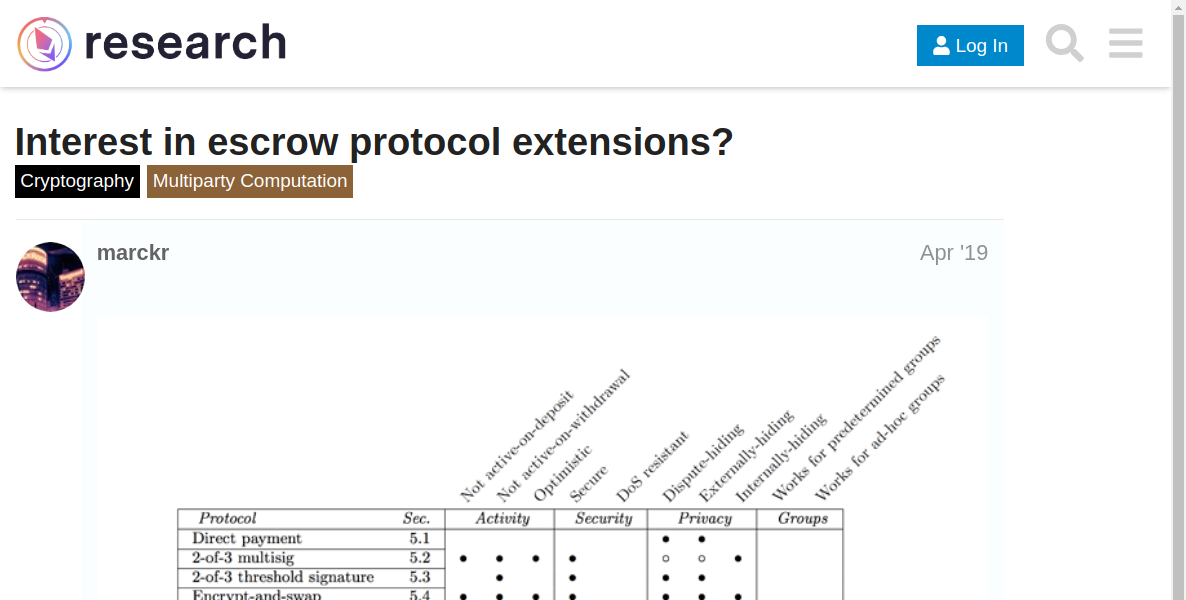 research
Log In
Interest in escrow protocol extensions?
Cryptography Multiparty Computation
marckr Apr '19
Not active-on-deposit
Not active-on-withdrawal
Optimistic
Secure
DoS resistant
Dispute-hiding
Externally-hiding
Internally-hiding
Works for predetermined groups
Works for ad-hoc groups
Protocol Sec. Activity Security Privacy Groups
Direct payment 5.1
2-of-3 multisig 5.2
2-of-3 threshold signature 5.3
Encrypt-and-swap 5.4